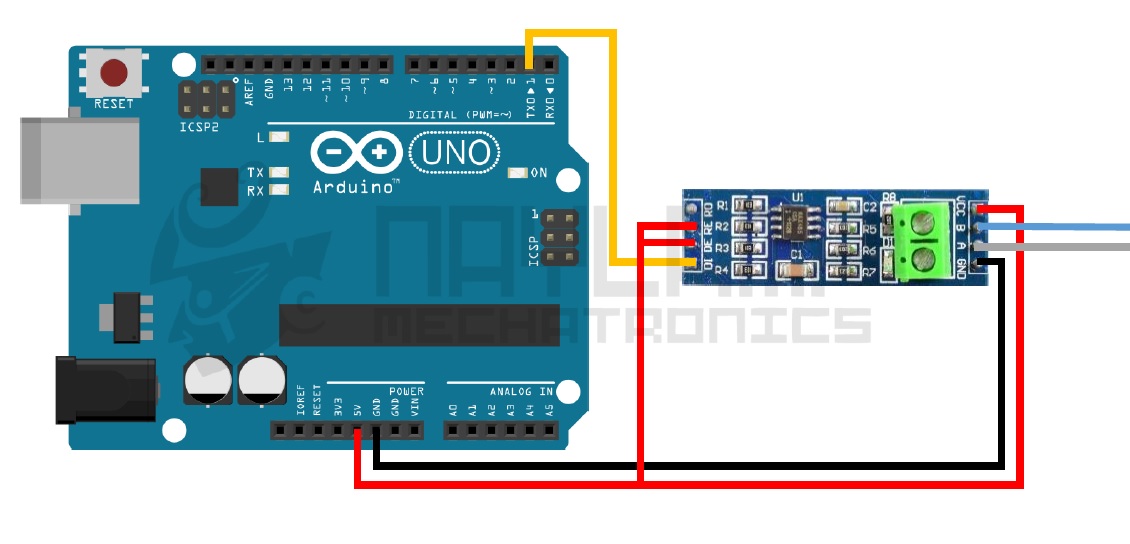 RESET
ICSP2
AREF
GND
13
12
~11
~10
~9
8
7
~6
~5
4
~3
2
TX0▶1
RX0◀0
DIGITAL (PWM=~)
L
TX
RX
UNO
Arduino™
ON
1
ICSP
NAYLAMP
MECHATRONICS
IOREF
RESET
3V3
5V
GND
GND
VIN
POWER
ANALOG IN
A0
A1
A2
A3
A4
A5
RO
RE
DE
DI
R1
R2
R3
R4
U1
C1
C2
R5
R6
R7
VCC
B
A
GND